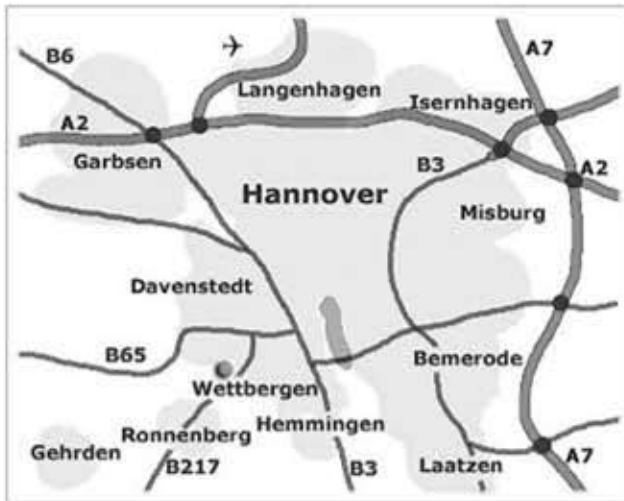 B6
A7
Langenhagen
Isernhagen
A2
Garbsen
B3
A2
Hannover
Misburg
Davenstedt
B65
Bemerode
Wettbergen
Hemmingen
Ronnenberg
Gehrden
B217
B3
Laatzen
A7